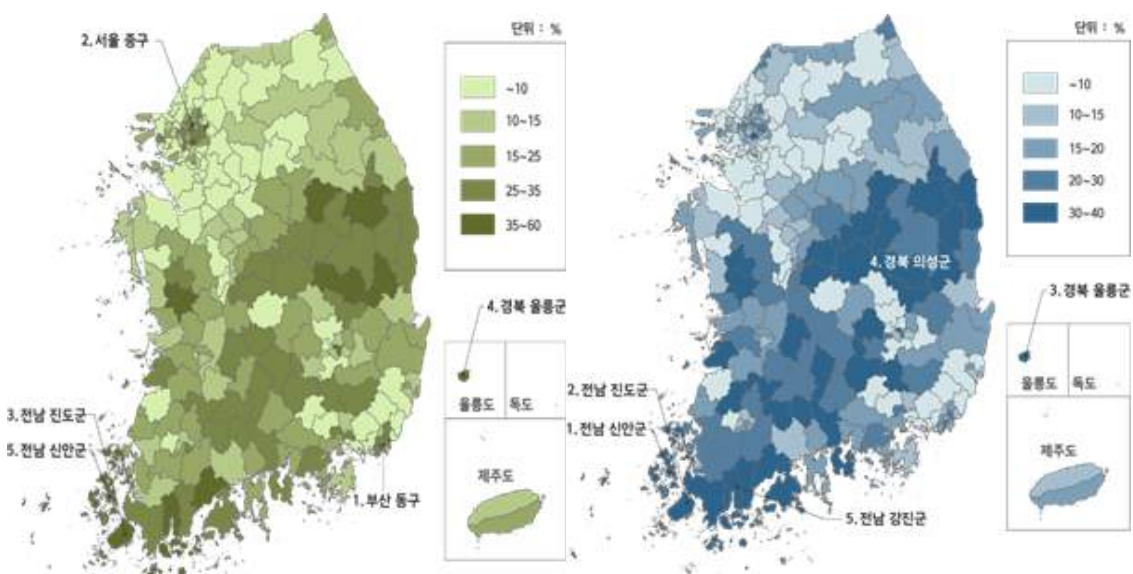 2. 서울 중구
단위 : %
~10
10~15
15~25
25~35
35~60
4. 경북 울릉군
울릉도
독도
3. 전남 진도군
5. 전남 신안군
1. 부산 동구
제주도
단위 : %
~10
10~15
15~20
20~30
30~40
4. 경북 의성군
3. 경북 울릉군
울릉도
독도
2. 전남 진도군
1. 전남 신안군
5. 전남 강진군
제주도